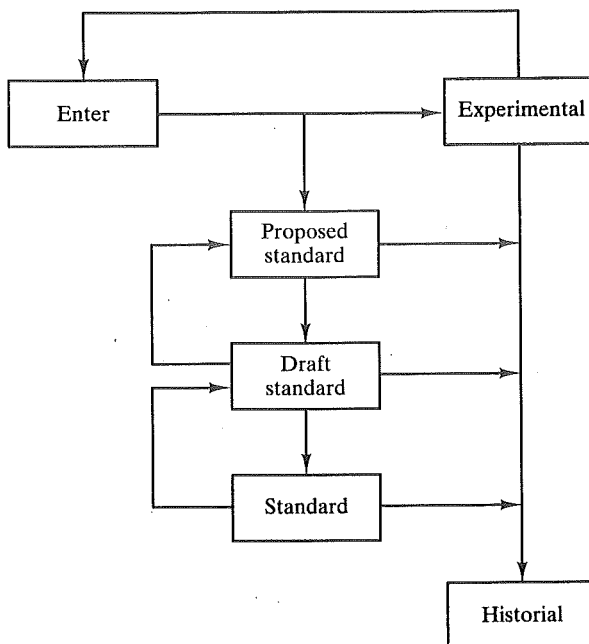 Enter
Experimental
Proposed
standard
Draft
standard
Standard
Historial